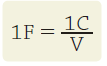 1F = 1C/V